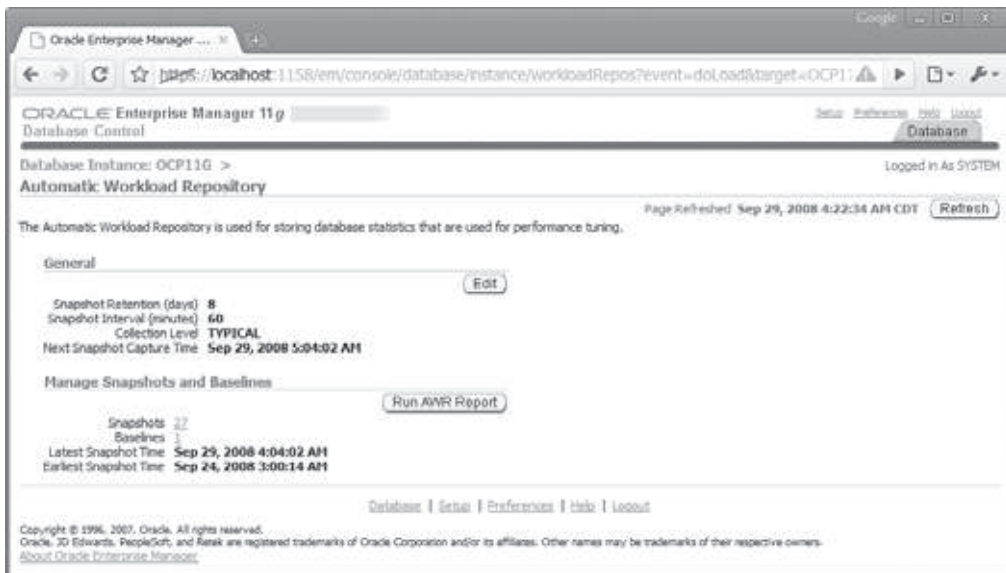 Google
Oracle Enterprise Manager ...
https://localhost:1158/em/console/database/instance/workloadRepos?event=doLoad&target=OCP11
ORACLE Enterprise Manager 11g
Database Control
Setup Preferences Help Logout
Database
Database Instance: OCP11G >
Logged in As SYSTEM
Automatic Workload Repository
Page Refreshed Sep 29, 2008 4:22:34 AM CDT Refresh
The Automatic Workload Repository is used for storing database statistics that are used for performance tuning.
General
Edit
Snapshot Retention (days) 8
Snapshot Interval (minutes) 60
Collection Level TYPICAL
Next Snapshot Capture Time Sep 29, 2008 5:04:02 AM
Manage Snapshots and Baselines
Run AWR Report
Snapshots 27
Baselines 1
Latest Snapshot Time Sep 29, 2008 4:04:02 AM
Earliest Snapshot Time Sep 24, 2008 3:00:14 AM
Database | Setup | Preferences | Help | Logout
Copyright © 1996, 2007, Oracle. All rights reserved.
Oracle, JD Edwards, PeopleSoft, and Retek are registered trademarks of Oracle Corporation and/or its affiliates. Other names may be trademarks of their respective owners.
About Oracle Enterprise Manager